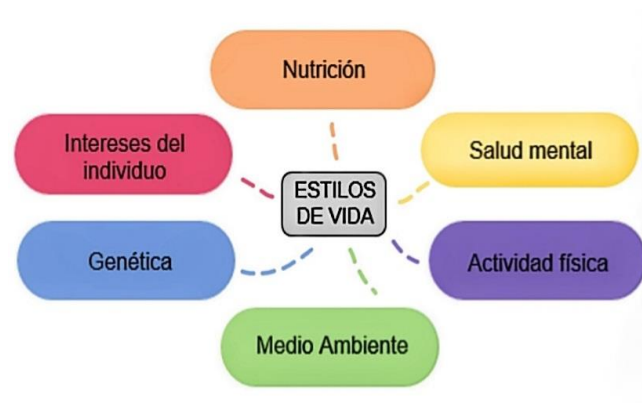 Nutrición
Intereses del
individuo
Salud mental
ESTILOS
DE VIDA
Genética
Actividad física
Medio Ambiente